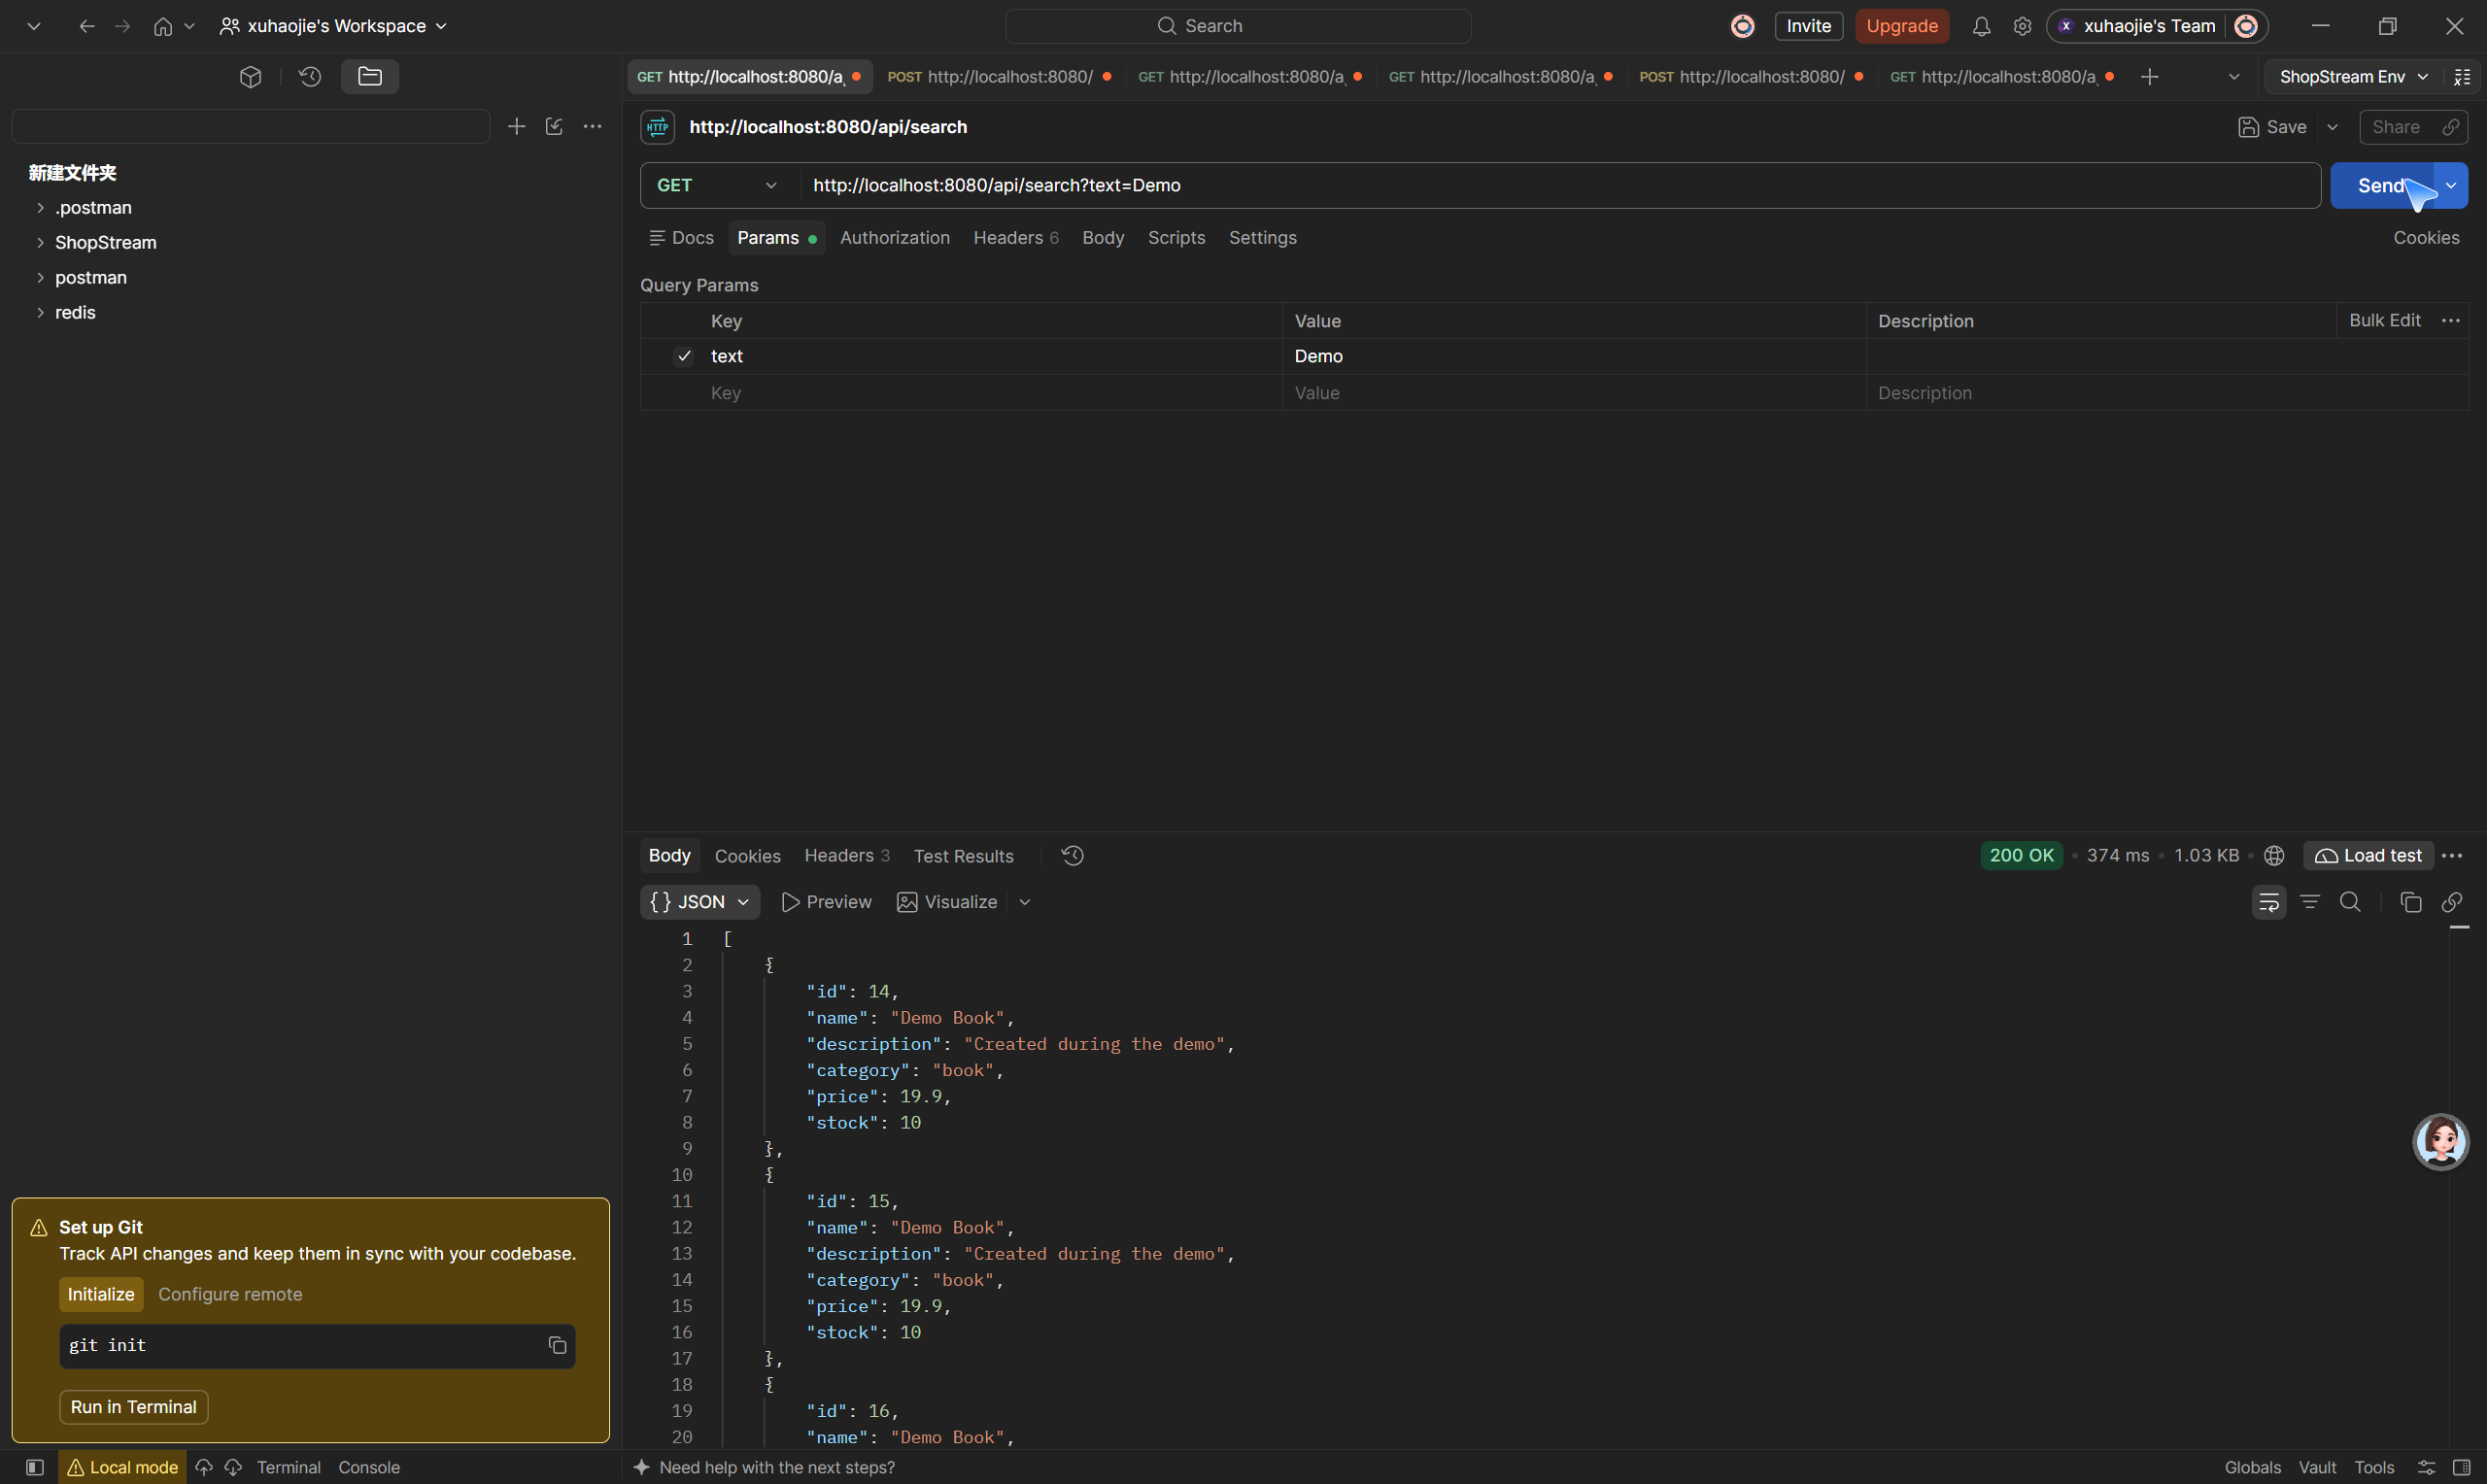 xuhaojie's Workspace
Search
Invite
Upgrade
x xuhaojie's Team
GET http://localhost:8080/a
POST http://localhost:8080/
GET http://localhost:8080/a
GET http://localhost:8080/a
POST http://localhost:8080/
GET http://localhost:8080/a
ShopStream Env
新建文件夹
.postman
ShopStream
postman
redis
HTTP http://localhost:8080/api/search
Save
Share
GET http://localhost:8080/api/search?text=Demo
Send
Docs Params Authorization Headers 6 Body Scripts Settings
Cookies
Query Params
Key Value Description Bulk Edit
text Demo
Key Value Description
Body Cookies Headers 3 Test Results
200 OK • 374 ms • 1.03 KB
Load test
{} JSON Preview Visualize
1 [
2 {
3 "id": 14,
4 "name": "Demo Book",
5 "description": "Created during the demo",
6 "category": "book",
7 "price": 19.9,
8 "stock": 10
9 },
10 {
11 "id": 15,
12 "name": "Demo Book",
13 "description": "Created during the demo",
14 "category": "book",
15 "price": 19.9,
16 "stock": 10
17 },
18 {
19 "id": 16,
20 "name": "Demo Book",
Set up Git
Track API changes and keep them in sync with your codebase.
Initialize Configure remote
git init
Run in Terminal
Local mode
Terminal
Console
Need help with the next steps?
Globals
Vault
Tools